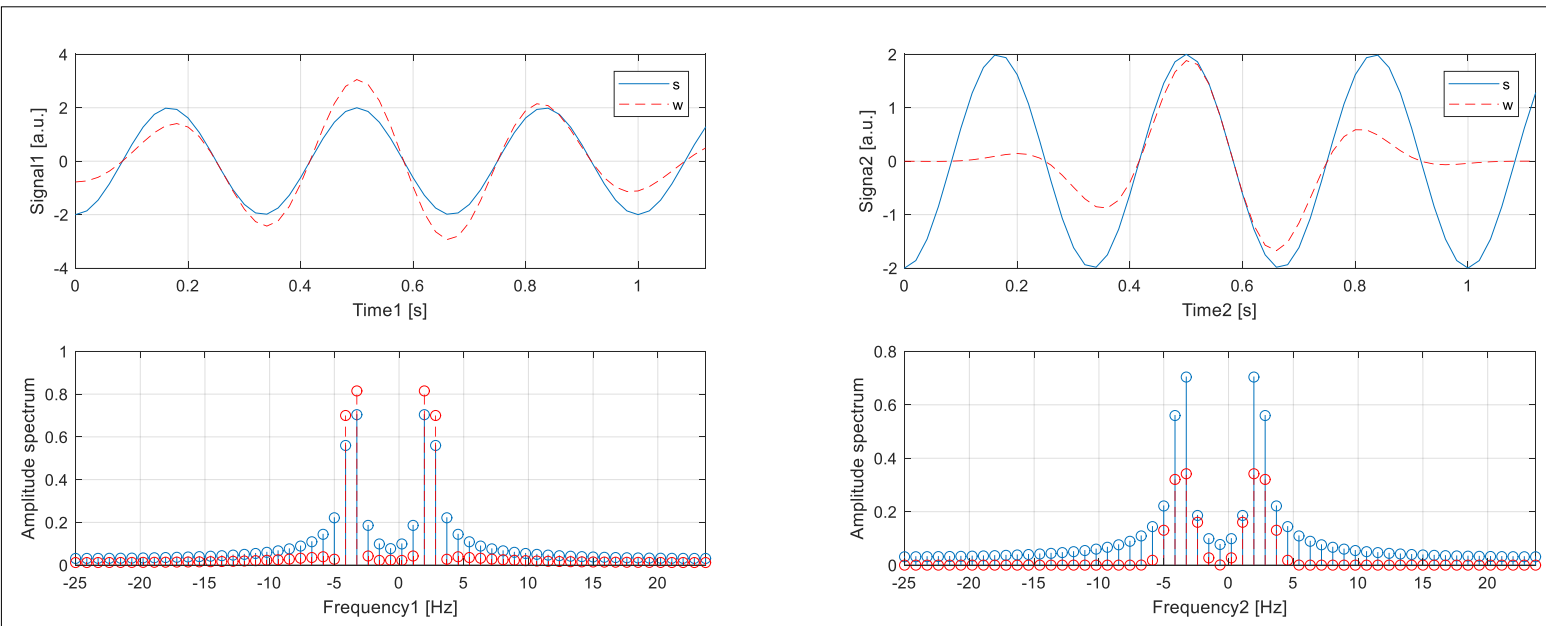 4
2
0
-2
-4
Signal1 [a.u.]
s
w
0 0.2 0.4 0.6 0.8 1
Time1 [s]
2
1
0
-1
-2
Signa2 [a.u.]
s
w
0 0.2 0.4 0.6 0.8 1
Time2 [s]
1
0.8
0.6
0.4
0.2
0
Amplitude spectrum
-25 -20 -15 -10 -5 0 5 10 15 20
Frequency1 [Hz]
0.8
0.6
0.4
0.2
0
Amplitude spectrum
-20 -15 -10 -5 0 5 10 15 20
-25
Frequency2 [Hz]